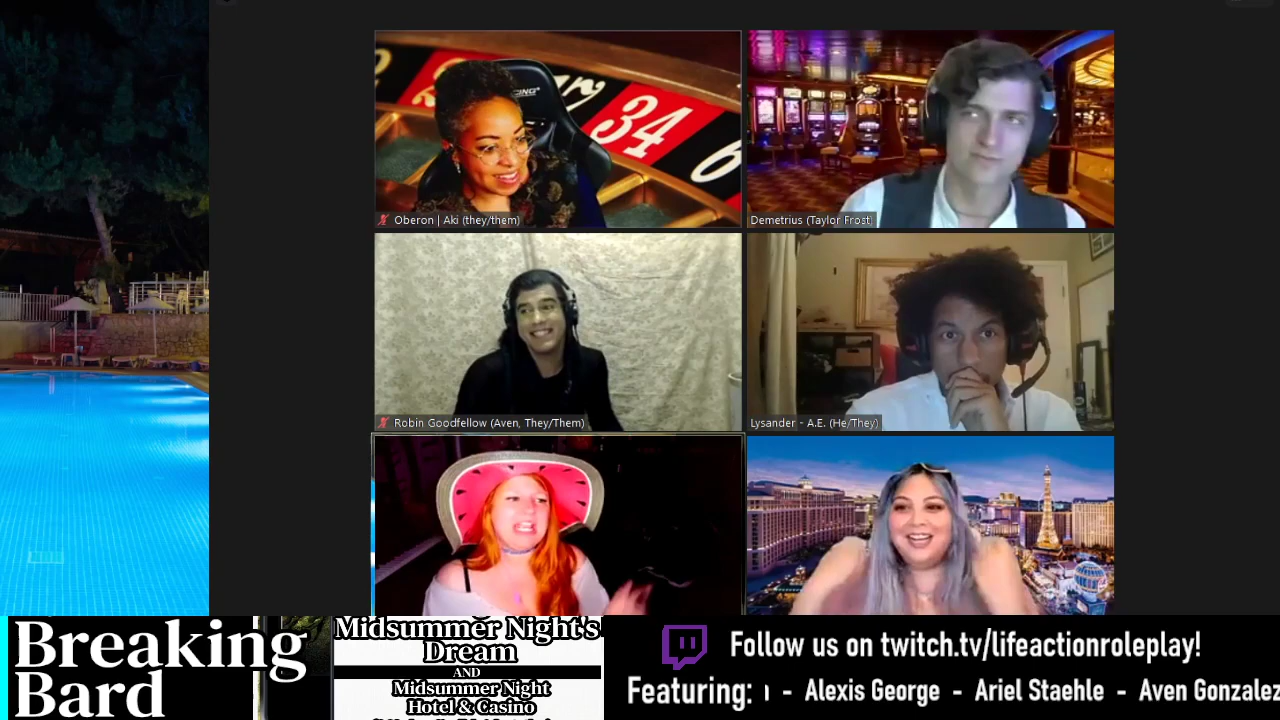 34
6
Oberon | Aki (they/them)
Demetrius (Taylor Frost)
Robin Goodfellow (Aven, They/Them)
Lysander - A.E. (He/They)
Breaking
Bard
Midsummer Night's
Dream
AND
Midsummer Night
Hotel & Casino
Follow us on twitch.tv/lifeactionroleplay!
Featuring: - Alexis George - Ariel Staehle - Aven Gonzalez